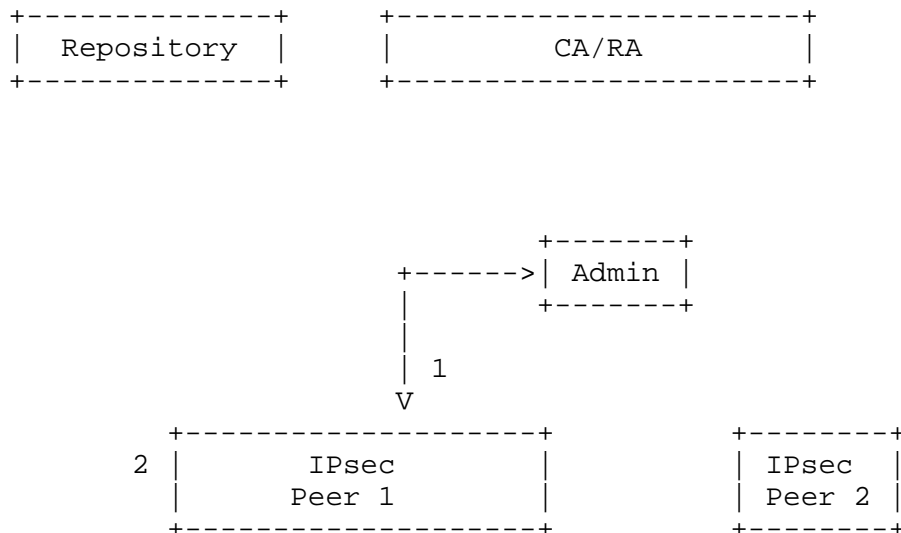 +--------------+     +----------------------+
|  Repository  |     |         CA/RA        |
+--------------+     +----------------------+
                             +--------+
                     +------>| Admin  |
                     |       +--------+
                     |
                     | 1
                     V
         +--------------------+          +--------+
       2 |       IPsec        |          | IPsec  |
         |      Peer 1        |          | Peer 2 |
         +--------------------+          +--------+